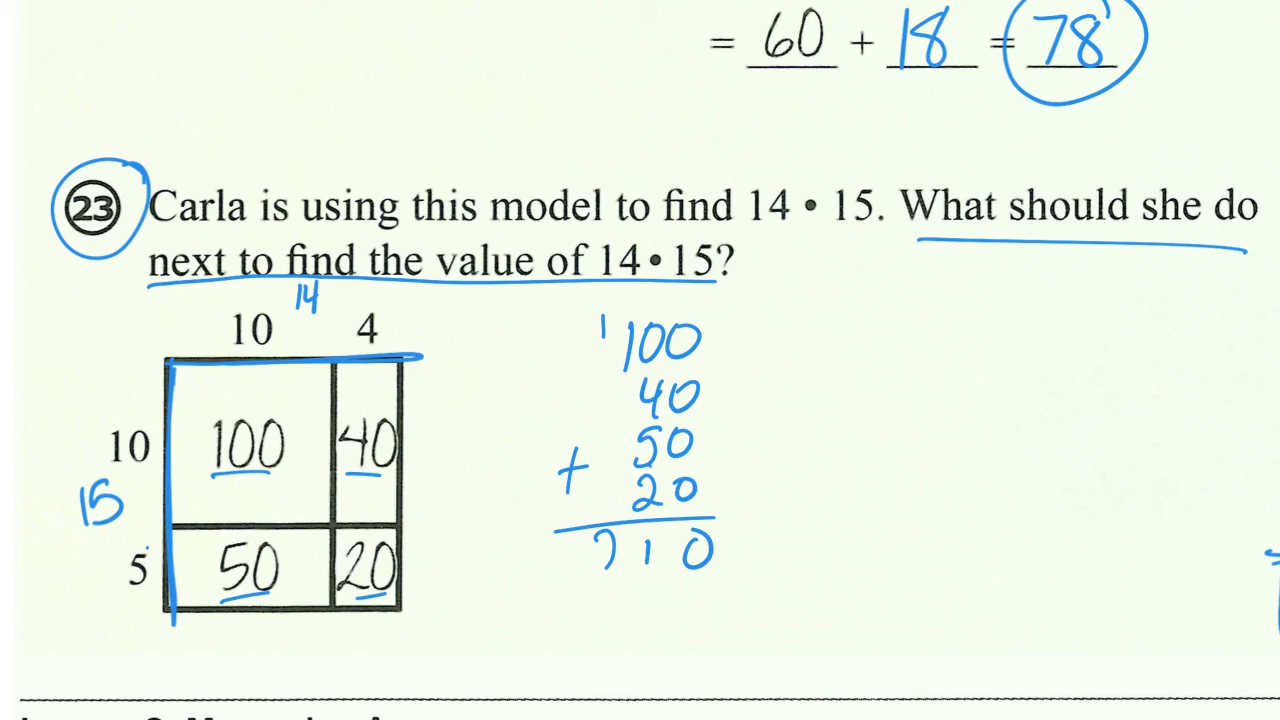 = 60 + 18 = 78
23 Carla is using this model to find 14 • 15. What should she do
next to find the value of 14 • 15?
14
10 4
10 100 40
15
5 50 20
1
100
40
50
+ 20
210